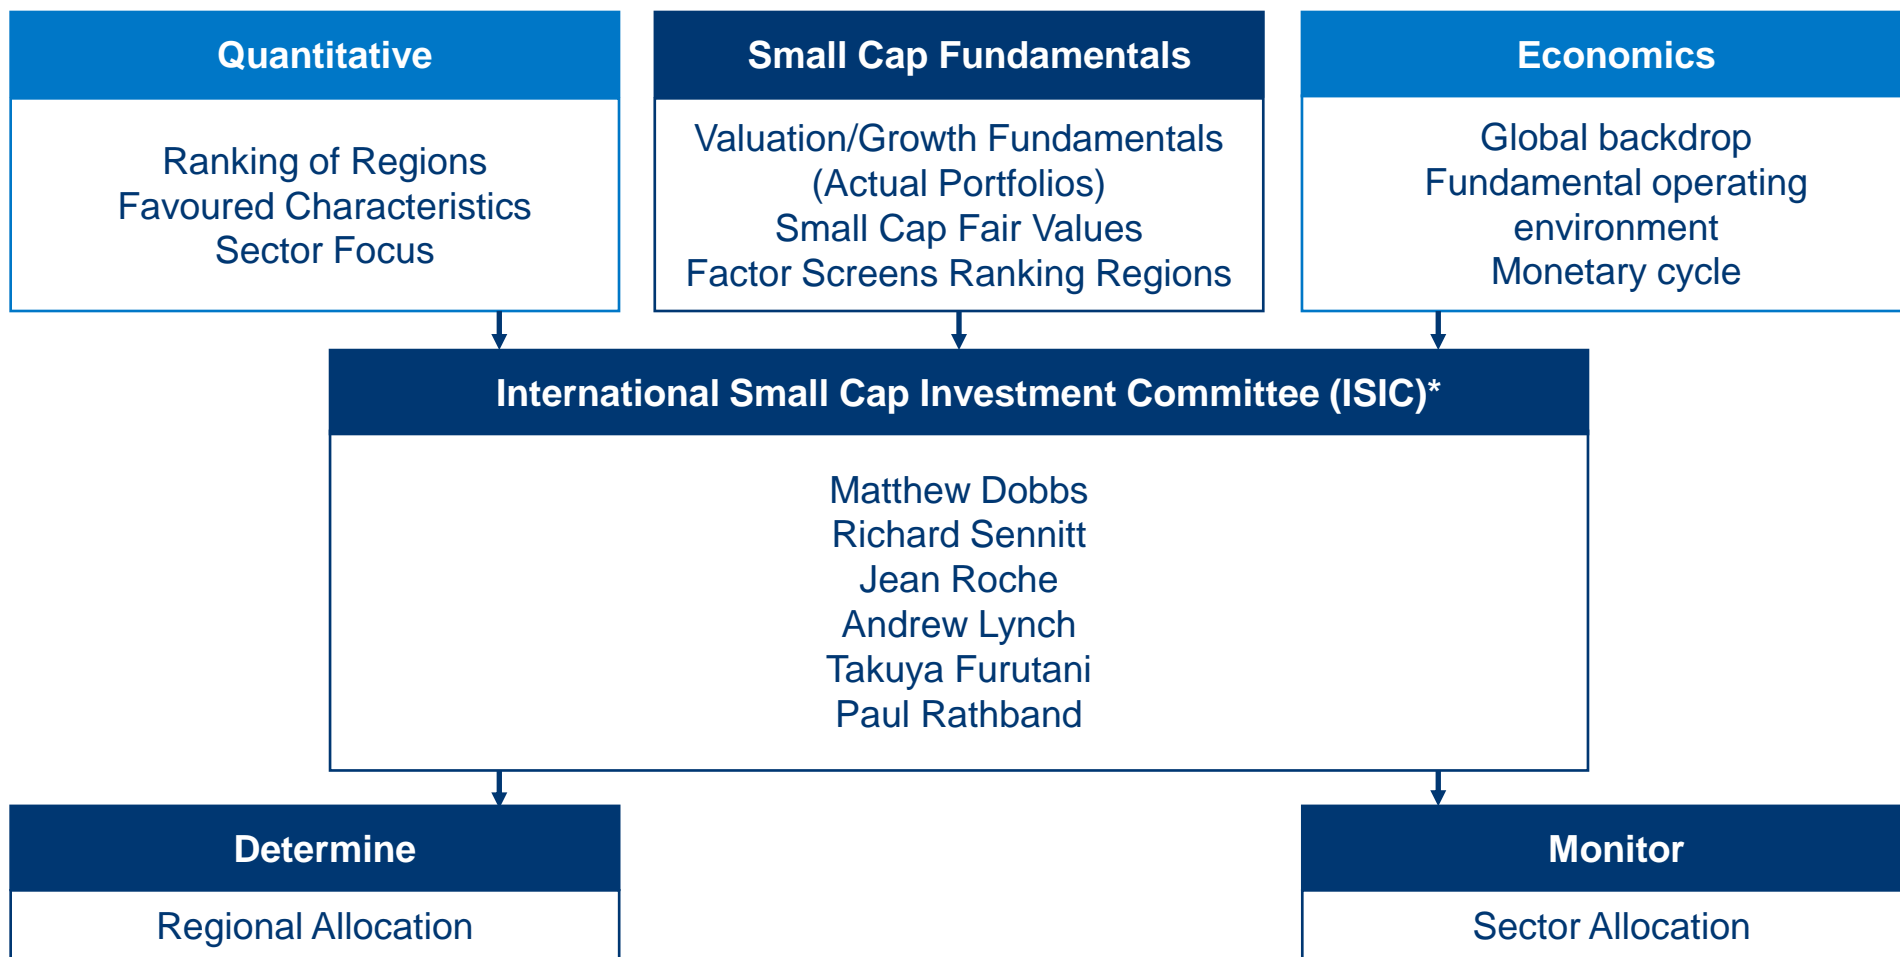 Quantitative
Ranking of Regions
Favoured Characteristics
Sector Focus
Small Cap Fundamentals
Valuation/Growth Fundamentals
(Actual Portfolios)
Small Cap Fair Values
Factor Screens Ranking Regions
Economics
Global backdrop
Fundamental operating
environment
Monetary cycle
International Small Cap Investment Committee (ISIC)*
Matthew Dobbs
Richard Sennitt
Jean Roche
Andrew Lynch
Takuya Furutani
Paul Rathband
Determine
Regional Allocation
Monitor
Sector Allocation